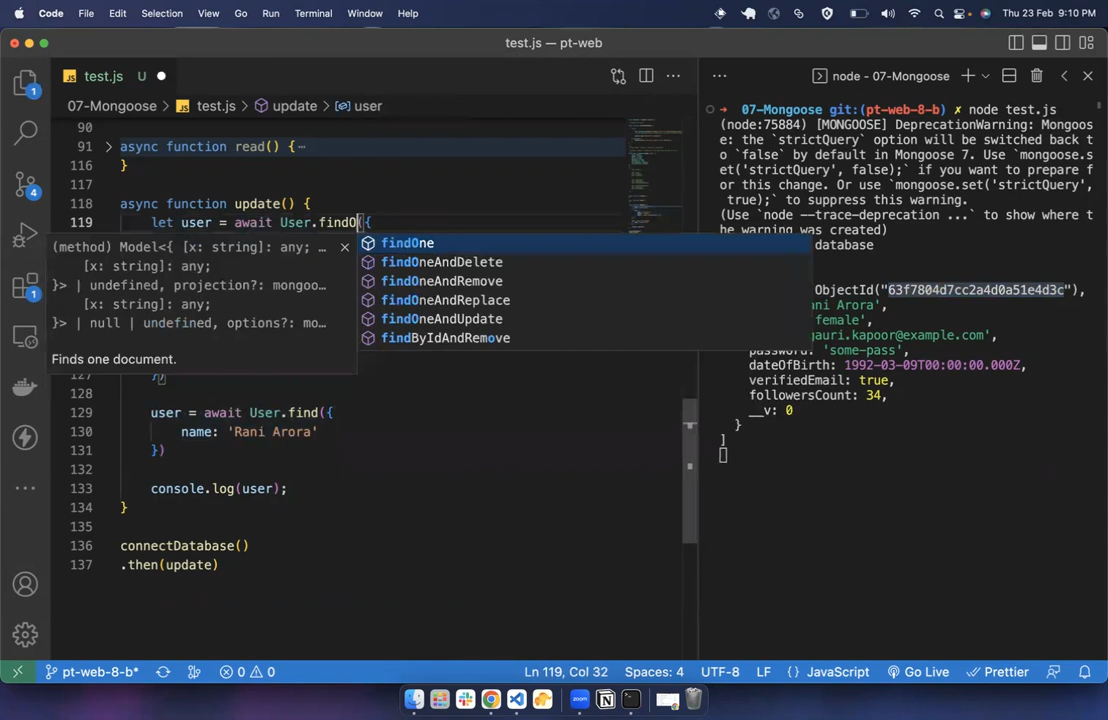 Code File Edit Selection View Go Run Terminal Window Help Thu 23 Feb 9:10 PM
test.js — pt-web
test.js U
07-Mongoose > test.js > update > user
90
91 async function read() { ···
116 }
117
118 async function update() {
119 let user = await User.findO({
(method) Model<{ [x: string]: any; …
[x: string]: any;
}> | undefined, projection?: mongoo…
[x: string]: any;
}> | null | undefined, options?: mo…
Finds one document.
findOne
findOneAndDelete
findOneAndRemove
findOneAndReplace
findOneAndUpdate
findByIdAndRemove
127 })
128
129 user = await User.find({
130 name: 'Rani Arora'
131 })
132
133 console.log(user);
134 }
135
136 connectDatabase()
137 .then(update)
node - 07-Mongoose
→ 07-Mongoose git:(pt-web-8-b) ✗ node test.js
(node:75884) [MONGOOSE] DeprecationWarning: Mongoos
e: the `strictQuery` option will be switched back t
o `false` by default in Mongoose 7. Use `mongoose.s
et('strictQuery', false);` if you want to prepare f
or this change. Or use `mongoose.set('strictQuery',
true);` to suppress this warning.
(Use `node --trace-deprecation ...` to show where t
he warning was created)
database
ObjectId("63f7804d7cc2a4d0a51e4d3c"),
ni Arora',
female',
gauri.kapoor@example.com',
password: 'some-pass',
dateOfBirth: 1992-03-09T00:00:00.000Z,
verifiedEmail: true,
followersCount: 34,
__v: 0
}
]
1
4
1
pt-web-8-b* 0 0 Ln 119, Col 32 Spaces: 4 UTF-8 LF {} JavaScript Go Live Prettier
zoom